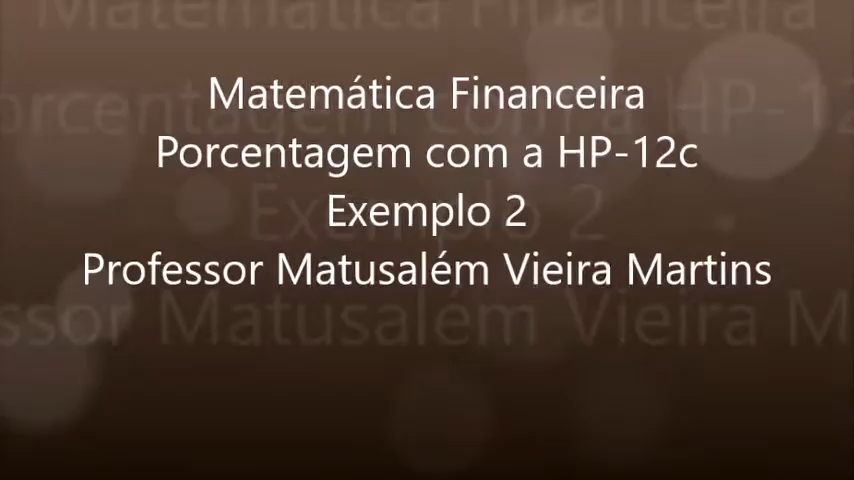 Matemática Financeira
Porcentagem com a HP-12c
Exemplo 2
Professor Matusalém Vieira Martins